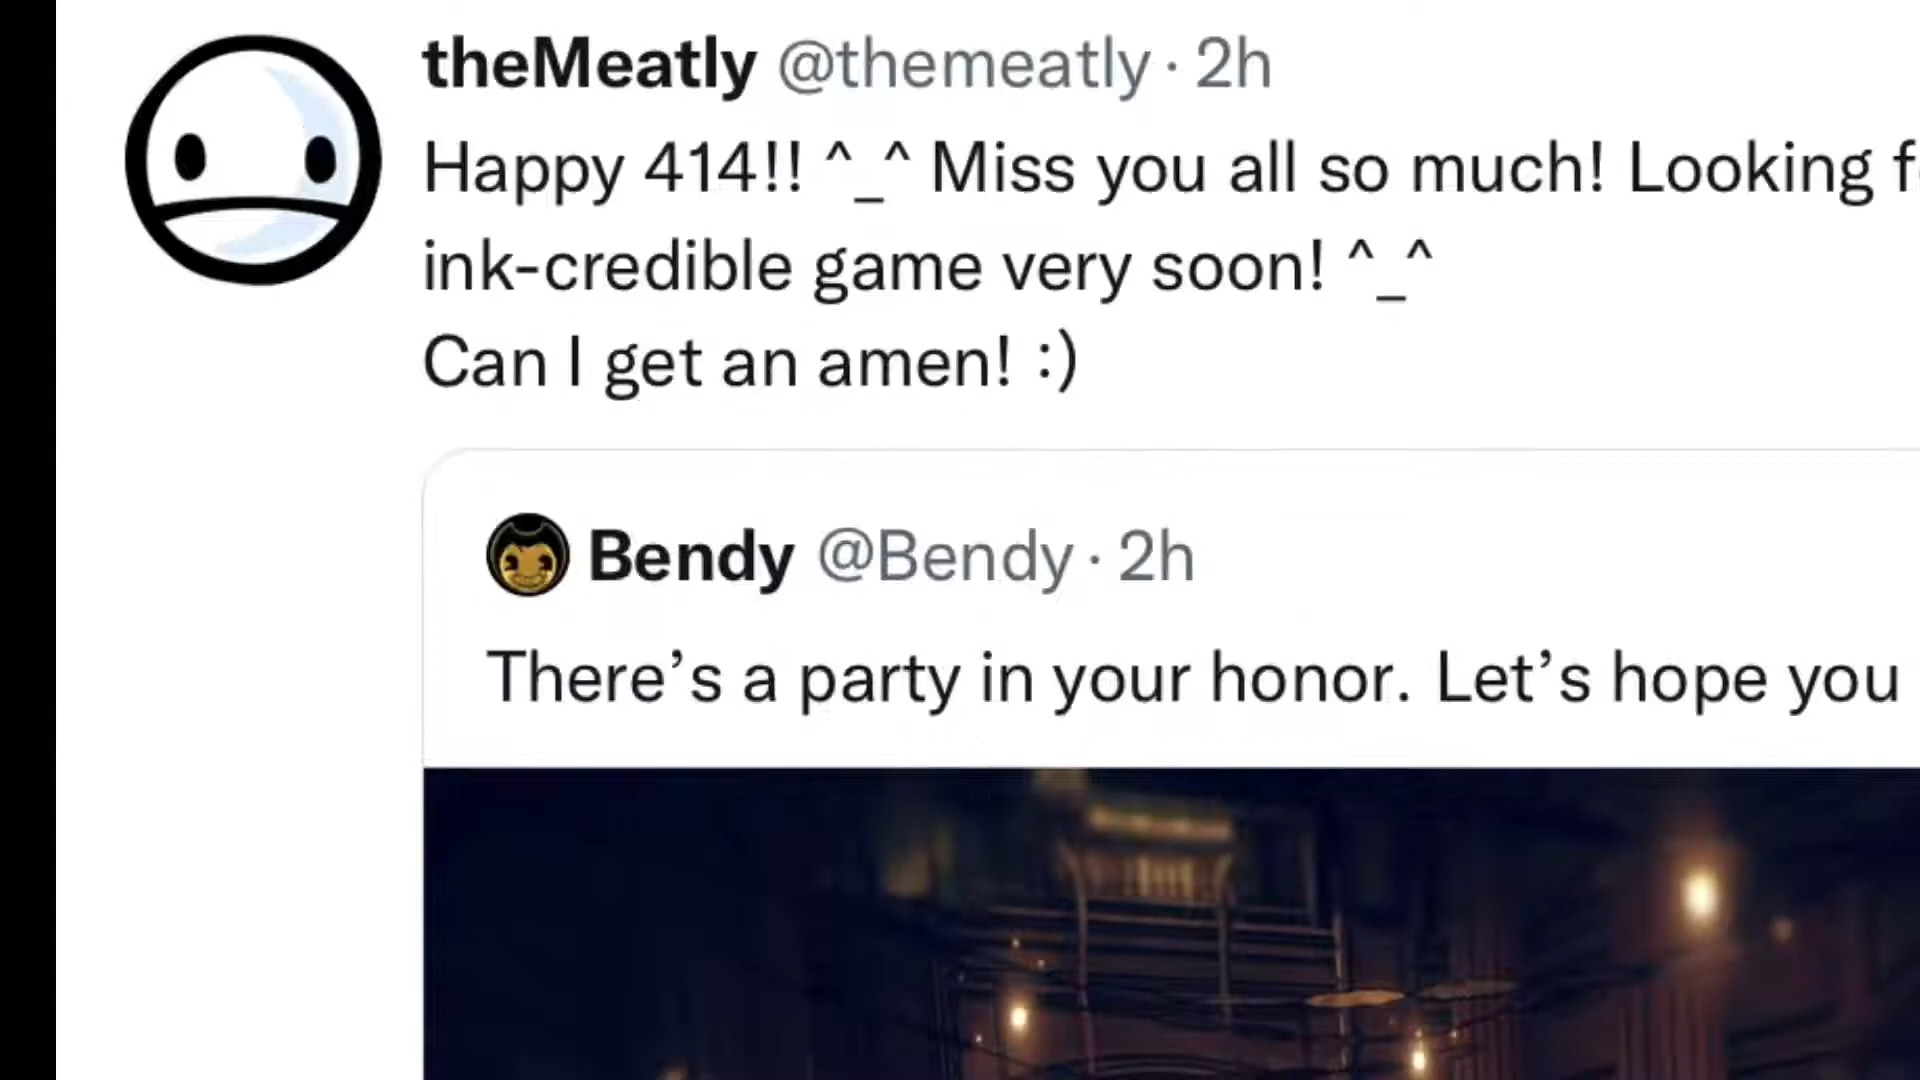 theMeatly @themeatly · 2h
Happy 414!! ^_^ Miss you all so much! Looking
ink-credible game very soon! ^_^
Can I get an amen! :)
Bendy @Bendy · 2h
There’s a party in your honor. Let’s hope you